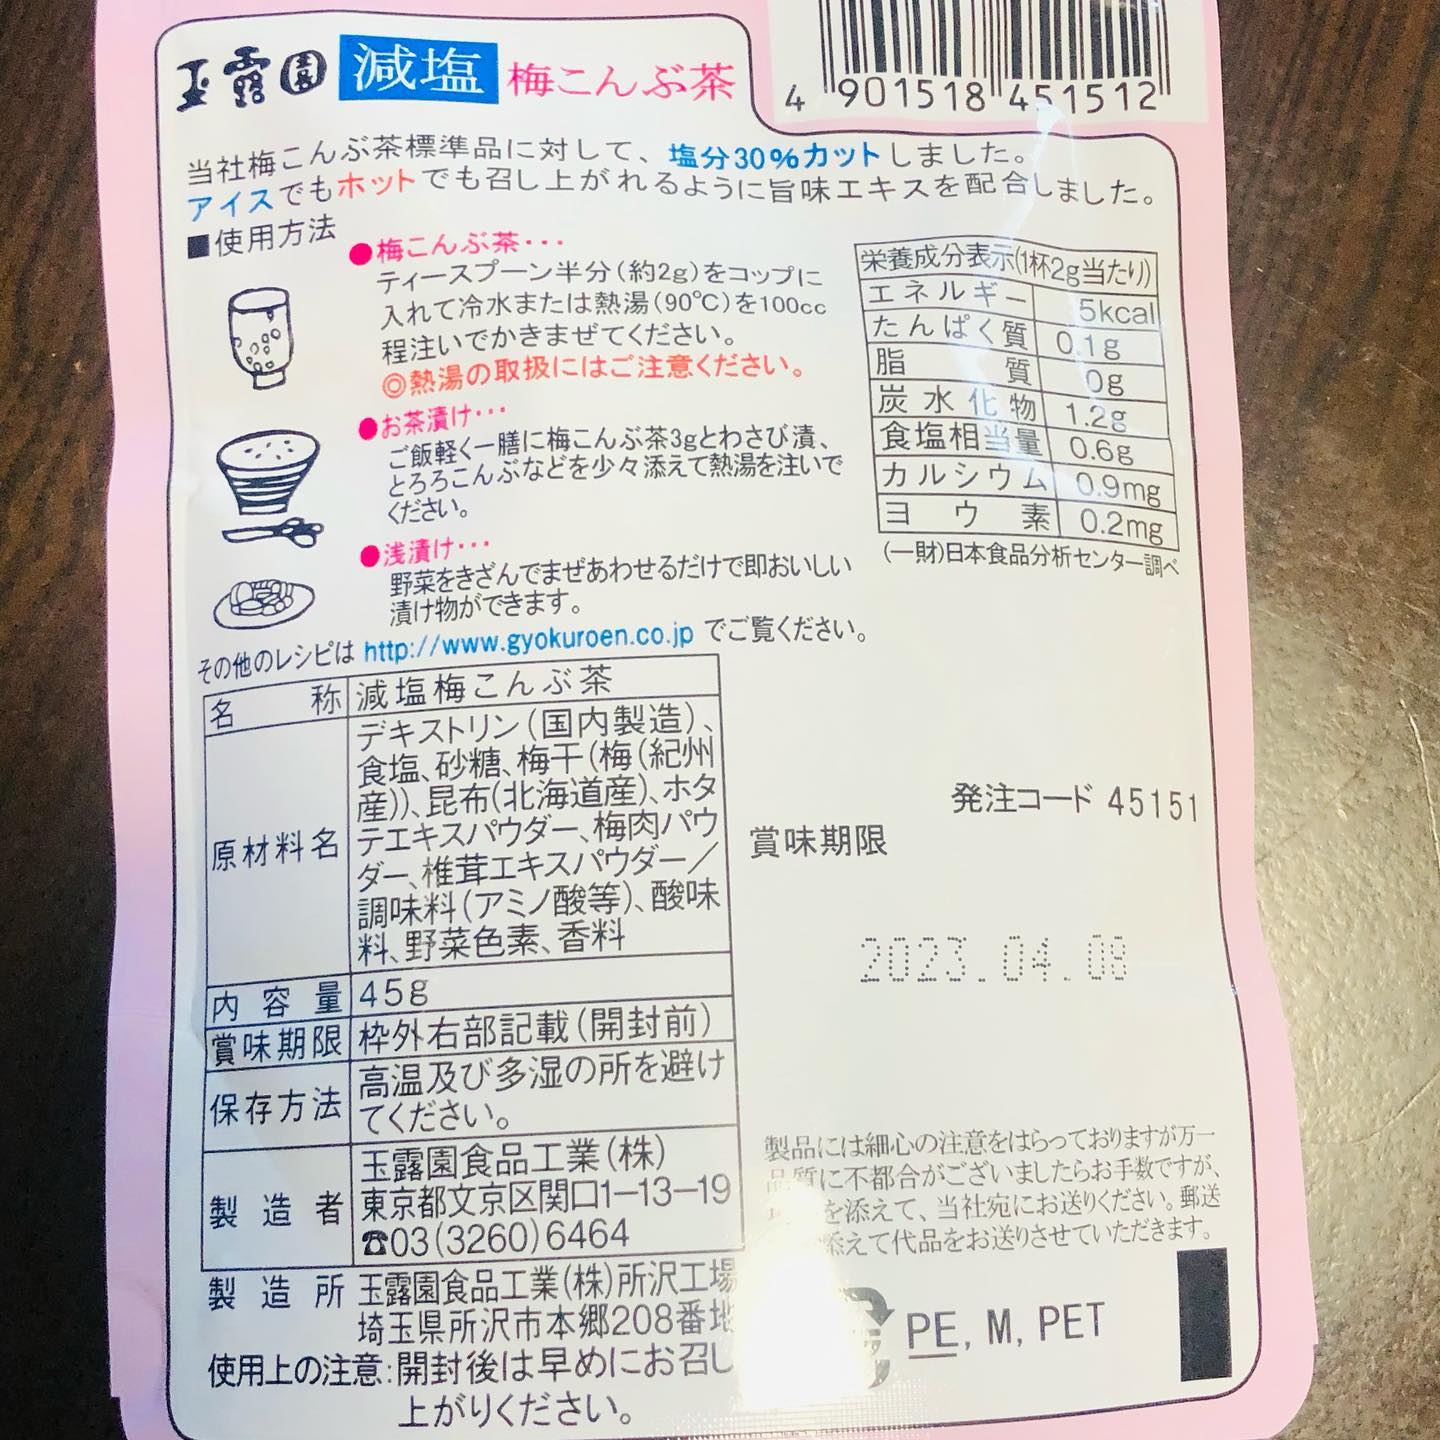 玉露園 減塩 梅こんぶ茶
4 901518 451512
当社梅こんぶ茶標準品に対して、塩分30%カットしました。
アイスでもホットでも召し上がれるように旨味エキスを配合しました。
■使用方法
●梅こんぶ茶･･･
ティースプーン半分(約2g)をコップに
入れて冷水または熱湯(90℃)を100cc
程注いでかきまぜてください。
◎熱湯の取扱にはご注意ください。
●お茶漬け･･･
ご飯軽く一膳に梅こんぶ茶3gとわさび漬、
とろろこんぶなどを少々添えて熱湯を注いで
ください。
●浅漬け･･･
野菜をきざんでまぜあわせるだけで即おいしい
漬け物ができます。
その他のレシピは http://www.gyokuroen.co.jp でご覧ください。
栄養成分表示(1杯2g当たり)
エネルギー 5kcal
たんぱく質 0.1g
脂質 0g
炭水化物 1.2g
食塩相当量 0.6g
カルシウム 0.9mg
ヨウ素 0.2mg
(一財)日本食品分析センター調べ
名称 減塩梅こんぶ茶
原材料名 デキストリン(国内製造)、
食塩、砂糖、梅干(梅(紀州
産))、昆布(北海道産)、ホタ
テエキスパウダー、梅肉パウ
ダー、椎茸エキスパウダー／
調味料(アミノ酸等)、酸味
料、野菜色素、香料
内容量 45g
賞味期限 枠外右部記載(開封前)
保存方法 高温及び多湿の所を避け
てください。
製造者 玉露園食品工業(株)
東京都文京区関口1-13-19
☎03(3260)6464
製造所 玉露園食品工業(株)所沢工場
埼玉県所沢市本郷208番地
使用上の注意:開封後は早めにお召し
上がりください。
発注コード 45151
賞味期限
2023.04.08
製品には細心の注意をはらっておりますが万一
品質に不都合がございましたらお手数ですが、
を添えて、当社宛にお送りください。郵送
添えて代品をお送りさせていただきます。
PE, M, PET